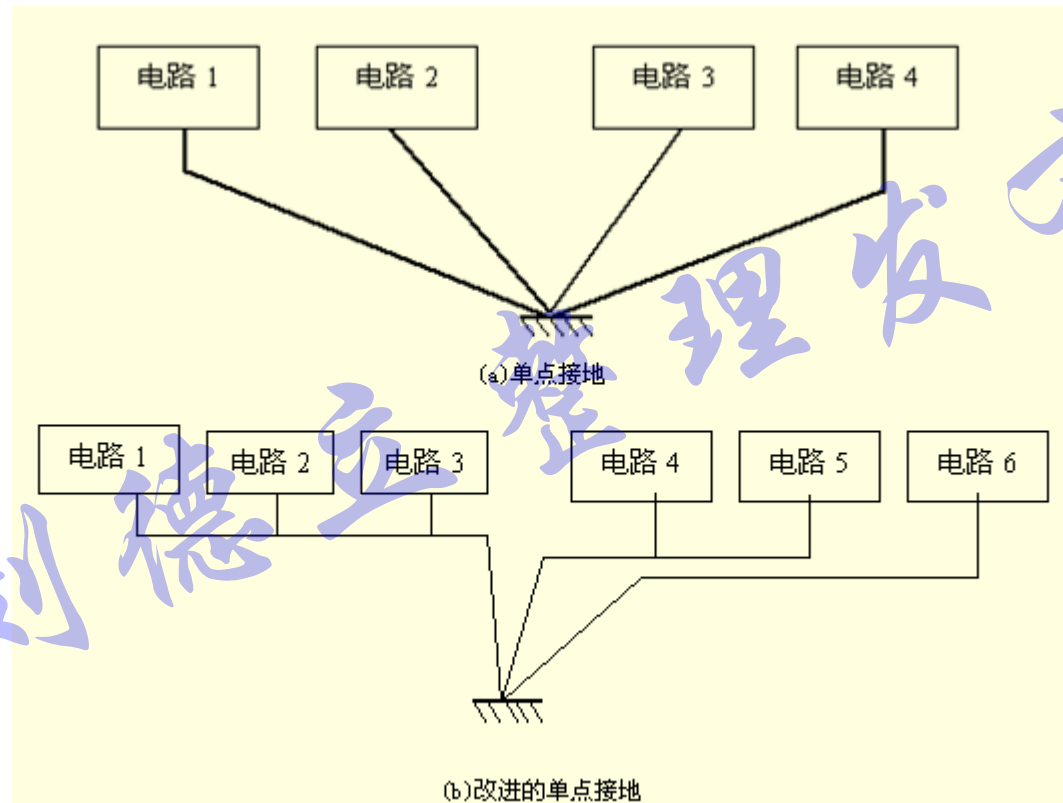 电路 1 电路 2 电路 3 电路 4
(a)单点接地
电路 1 电路 2 电路 3 电路 4 电路 5 电路 6
(b)改进的单点接地
德立整理发